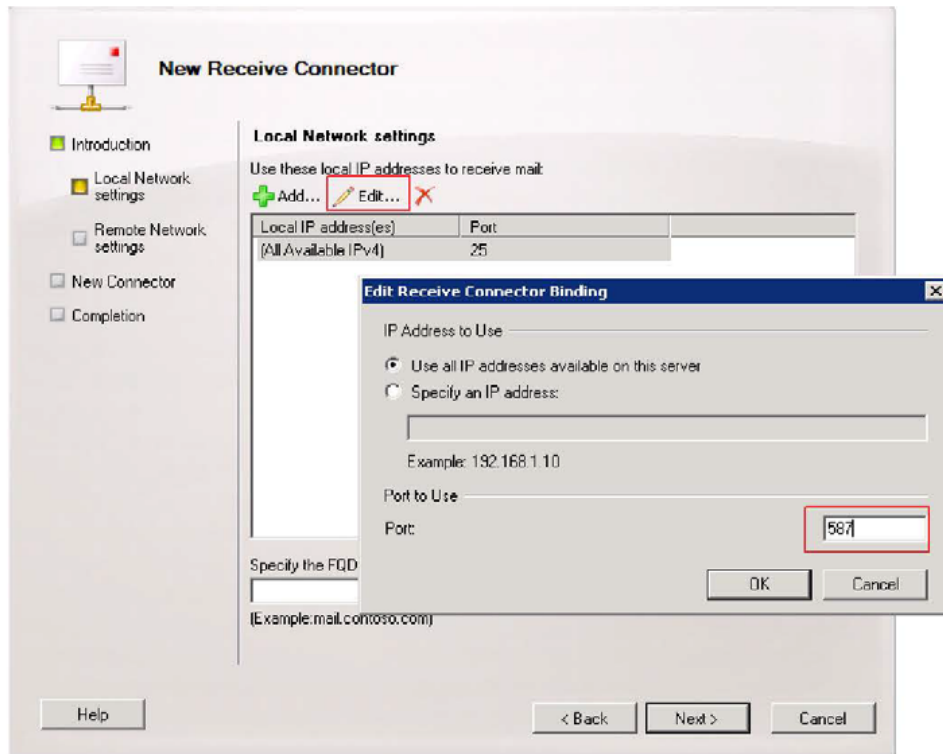 New Receive Connector
Introduction
Local Network
settings
Remote Network
settings
New Connector
Completion
Local Network settings
Use these local IP addresses to receive mail:
Add... Edit...
Local IP address(es) Port
(All Available IPv4) 25
Edit Receive Connector Binding
IP Address to Use
Use all IP addresses available on this server
Specify an IP address:
Example: 192.168.1.10
Port to Use
Port: 587
OK Cancel
Specify the FQD
(Example:mail.contoso.com)
Help < Back Next > Cancel